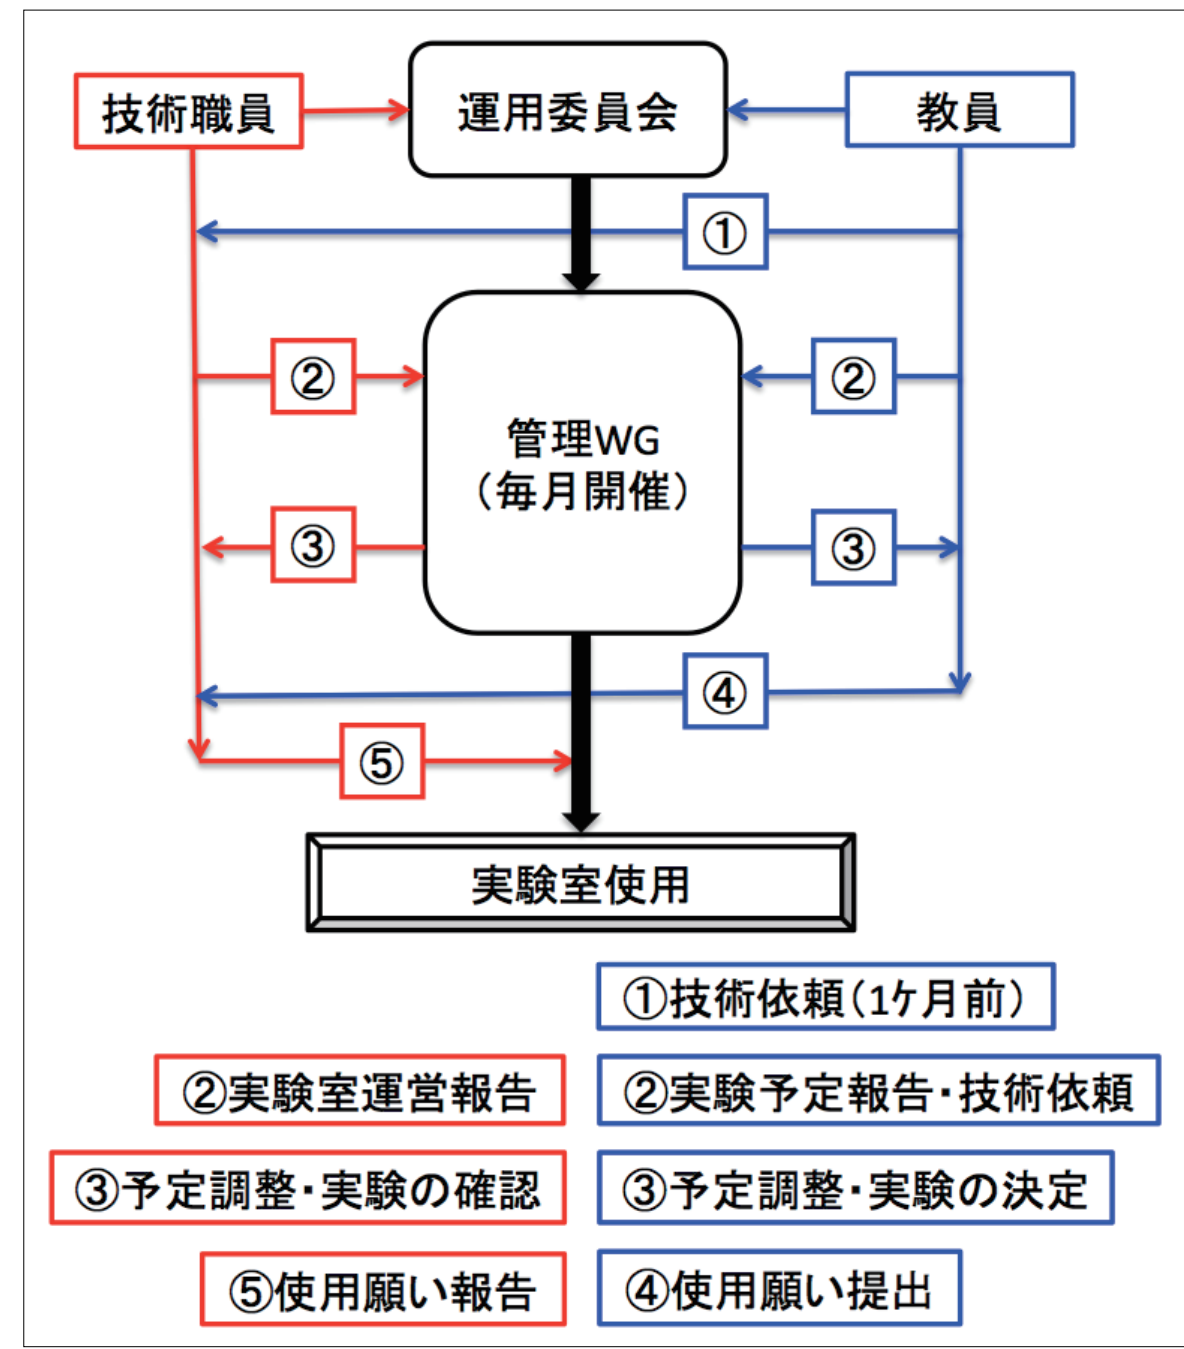 技術職員
運用委員会
教員
①
②
②
管理WG
（毎月開催）
③
③
④
⑤
実験室使用
①技術依頼（1ケ月前）
②実験室運営報告
②実験予定報告・技術依頼
③予定調整・実験の確認
③予定調整・実験の決定
⑤使用願い報告
④使用願い提出